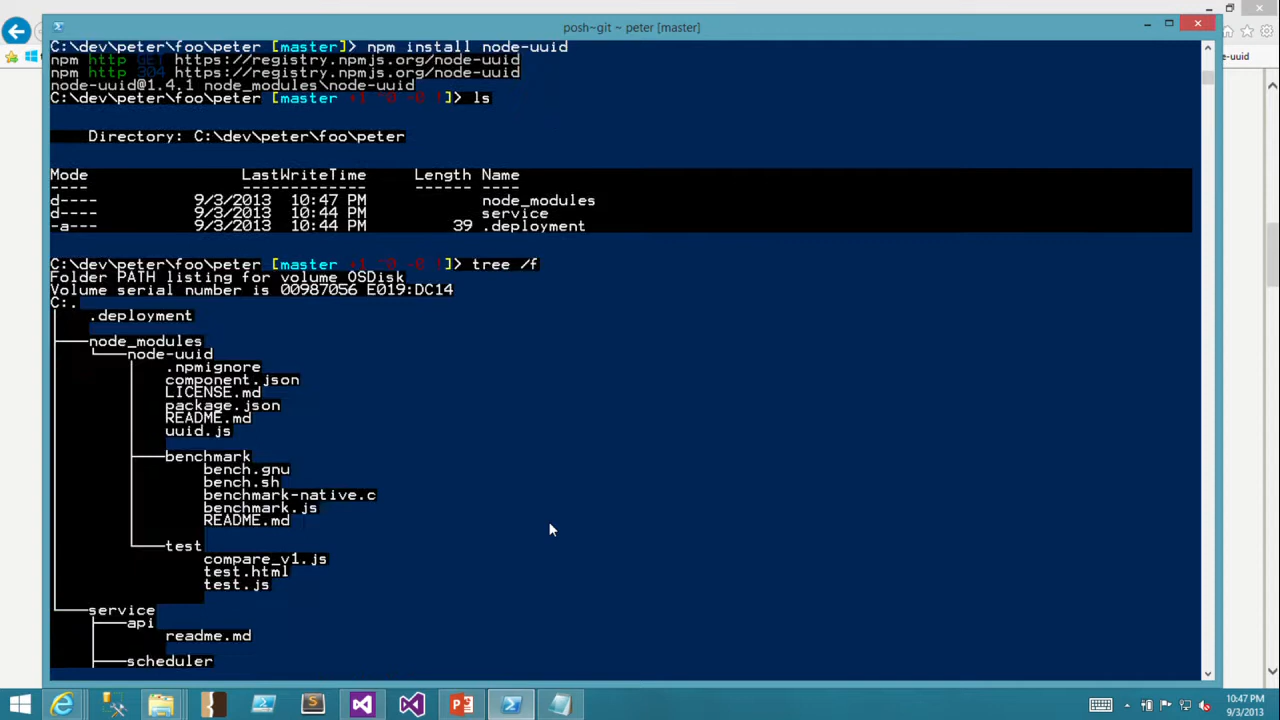 posh~git ~ peter [master]
C:\dev\peter\foo\peter [master]> npm install node-uuid
npm http GET https://registry.npmjs.org/node-uuid
npm http 304 https://registry.npmjs.org/node-uuid
node-uuid@1.4.1 node_modules\node-uuid
C:\dev\peter\foo\peter [master +1 ~0 -0 !]> ls
Directory: C:\dev\peter\foo\peter
Mode LastWriteTime Length Name
---- ------------- ------ ----
d---- 9/3/2013 10:47 PM node_modules
d---- 9/3/2013 10:44 PM service
-a--- 9/3/2013 10:44 PM 39 .deployment
C:\dev\peter\foo\peter [master +1 ~0 -0 !]> tree /f
Folder PATH listing for volume OSDisk
Volume serial number is 00987056 E019:DC14
C:.
.deployment
node_modules
node-uuid
.npmignore
component.json
LICENSE.md
package.json
README.md
uuid.js
benchmark
bench.gnu
bench.sh
benchmark-native.c
benchmark.js
README.md
test
compare_v1.js
test.html
test.js
service
api
readme.md
scheduler
-uuid
10:47 PM
9/3/2013